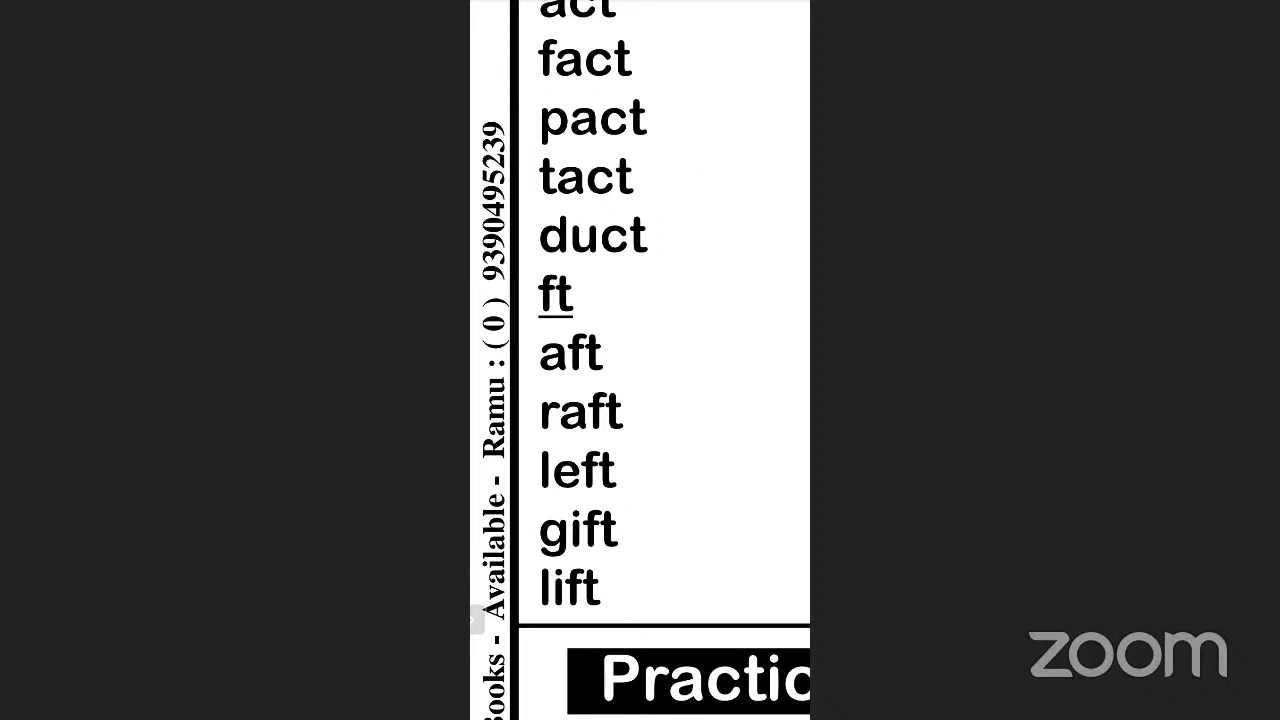 act
fact
pact
tact
duct
ft
aft
raft
left
gift
lift
Practic
Books - Available - Ramu : ( 0 ) 9390495239
zoom